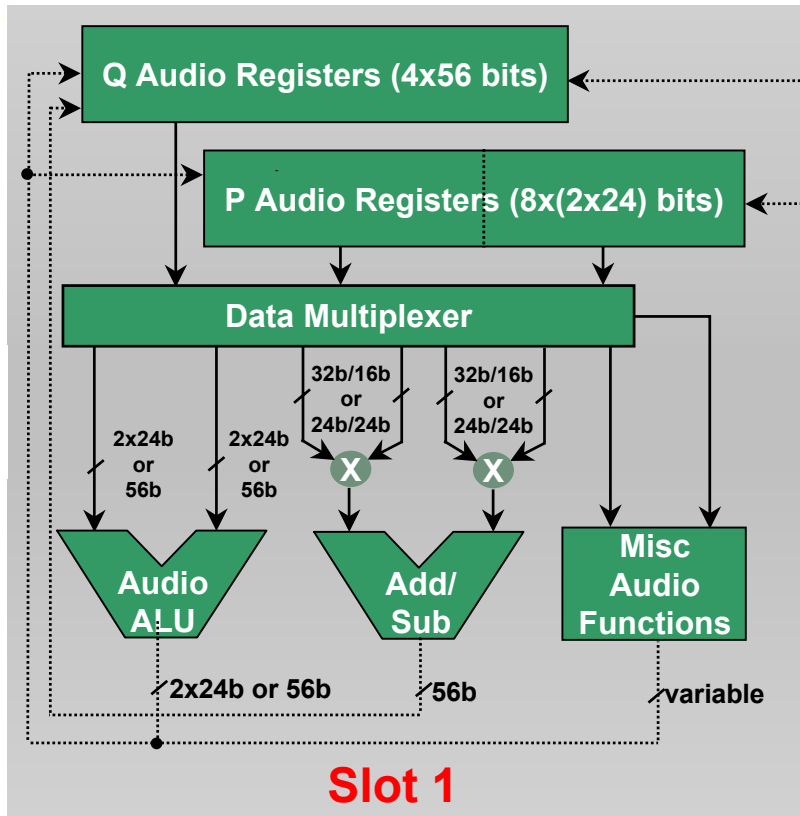 Q Audio Registers (4x56 bits)
P Audio Registers (8x(2x24) bits)
Data Multiplexer
32b/16b
or
24b/24b
32b/16b
or
24b/24b
2x24b
or
56b
2x24b
or
56b
X
X
Audio
ALU
Add/
Sub
Misc
Audio
Functions
2x24b or 56b
56b
variable
Slot 1